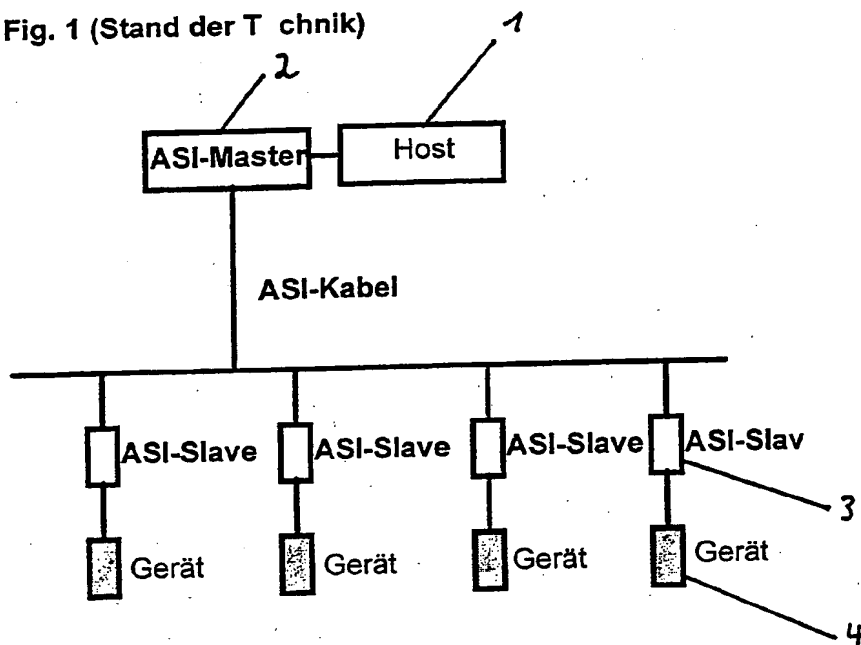 Fig. 1 (Stand der T chnik)
2
1
ASI-Master
Host
ASI-Kabel
ASI-Slave
ASI-Slave
ASI-Slave
ASI-Slav
3
Gerät
Gerät
Gerät
Gerät
4